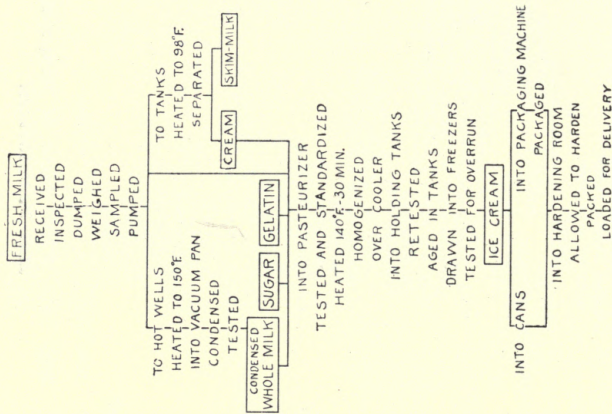 FRESH MILK
RECEIVED
INSPECTED
DUMPED
WEIGHED
SAMPLED
PUMPED
TO HOT WELLS
HEATED TO 150°F.
INTO VACUUM PAN
CONDENSED
TESTED
CONDENSED
WHOLE MILK
SUGAR
GELATIN
TO TANKS
HEATED TO 98°F.
SEPARATED
CREAM
SKIM-MILK
INTO PASTEURIZER
TESTED AND STANDARDIZED
HEATED 140°F.-30 MIN.
HOMOGENIZED
OVER COOLER
INTO HOLDING TANKS
RETESTED
AGED IN TANKS
DRAWN INTO FREEZERS
TESTED FOR OVERRUN
ICE CREAM
INTO CANS
INTO PACKAGING MACHINE
PACKAGED
INTO HARDENING ROOM
ALLOWED TO HARDEN
PACKED
LOADED FOR DELIVERY